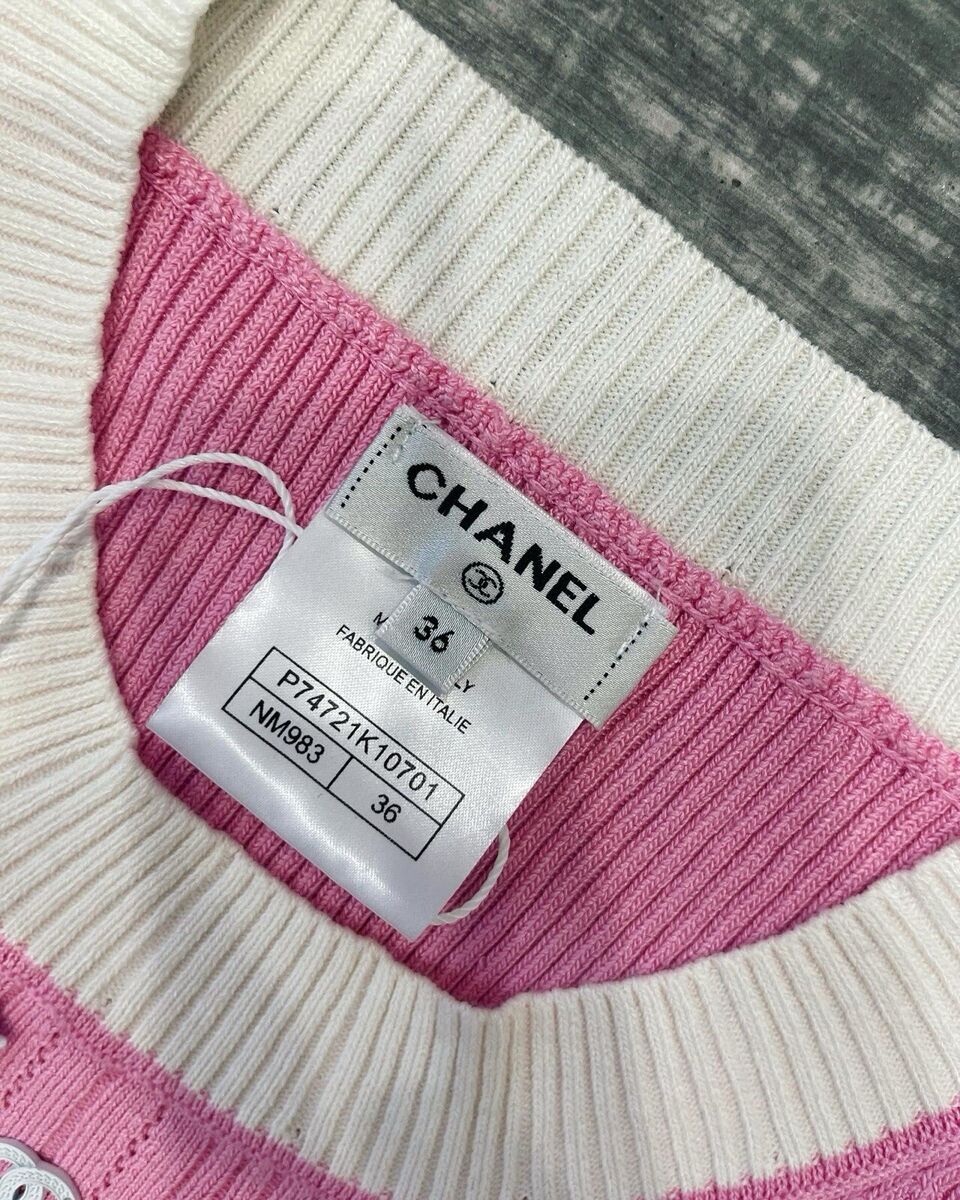 CHANEL
36
FABRIQUE EN ITALIE
P74721K10701
NM983
36